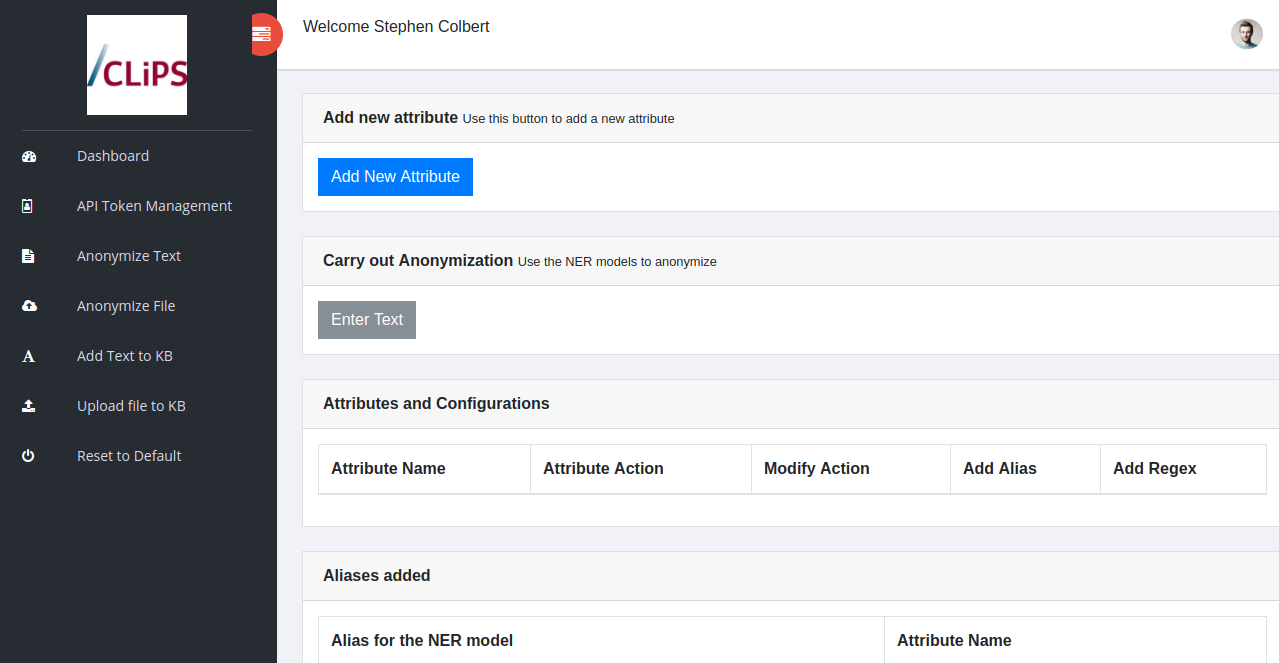 CLiPS
Welcome Stephen Colbert
Dashboard
API Token Management
Anonymize Text
Anonymize File
Add Text to KB
Upload file to KB
Reset to Default
Add new attribute Use this button to add a new attribute
Add New Attribute
Carry out Anonymization Use the NER models to anonymize
Enter Text
Attributes and Configurations
Attribute Name Attribute Action Modify Action Add Alias Add Regex
Aliases added
Alias for the NER model Attribute Name